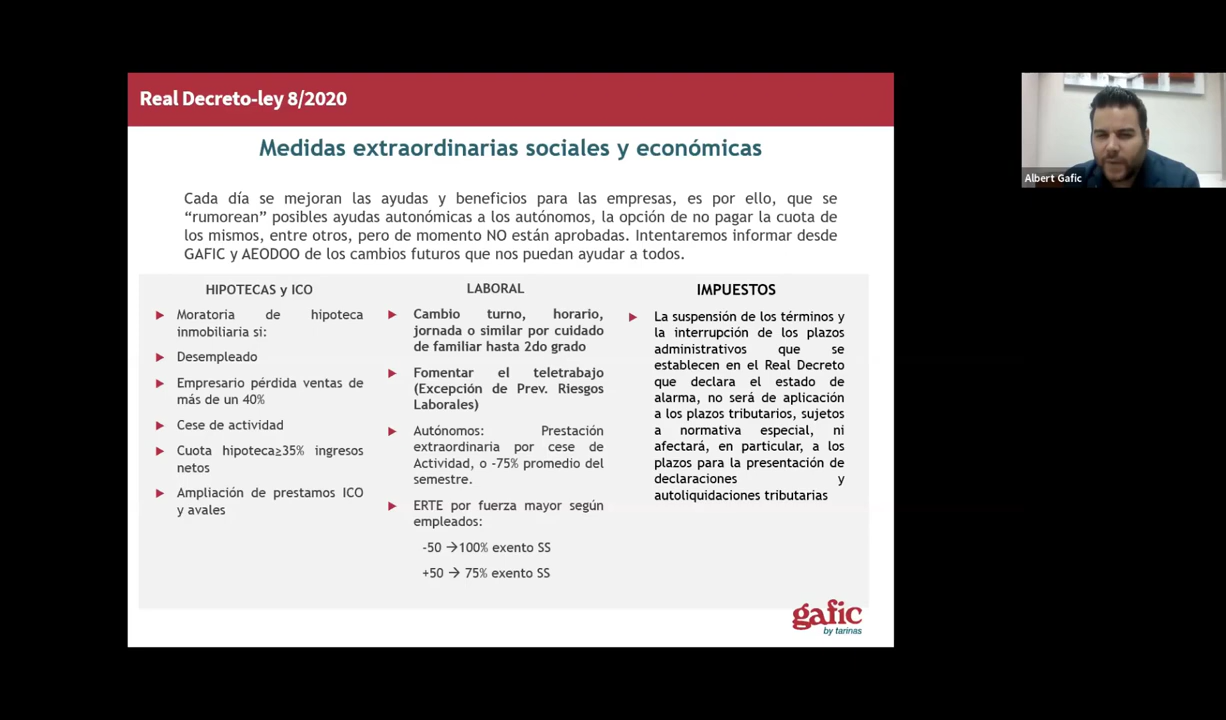 Real Decreto-ley 8/2020
Medidas extraordinarias sociales y económicas
Cada día se mejoran las ayudas y beneficios para las empresas, es por ello, que se
“rumorean” posibles ayudas autonómicas a los autónomos, la opción de no pagar la cuota de
los mismos, entre otros, pero de momento NO están aprobadas. Intentaremos informar desde
GAFIC y AEODOO de los cambios futuros que nos puedan ayudar a todos.
HIPOTECAS y ICO
Moratoria de hipoteca
inmobiliaria si:
Desempleado
Empresario pérdida ventas de
más de un 40%
Cese de actividad
Cuota hipoteca≥35% ingresos
netos
Ampliación de prestamos ICO
y avales
LABORAL
Cambio turno, horario,
jornada o similar por cuidado
de familiar hasta 2do grado
Fomentar el teletrabajo
(Excepción de Prev. Riesgos
Laborales)
Autónomos: Prestación
extraordinaria por cese de
Actividad, o -75% promedio del
semestre.
ERTE por fuerza mayor según
empleados:
-50 →100% exento SS
+50 → 75% exento SS
IMPUESTOS
La suspensión de los términos y
la interrupción de los plazos
administrativos que se
establecen en el Real Decreto
que declara el estado de
alarma, no será de aplicación
a los plazos tributarios, sujetos
a normativa especial, ni
afectará, en particular, a los
plazos para la presentación de
declaraciones y
autoliquidaciones tributarias
gafic
by tarinas
Albert Gafic